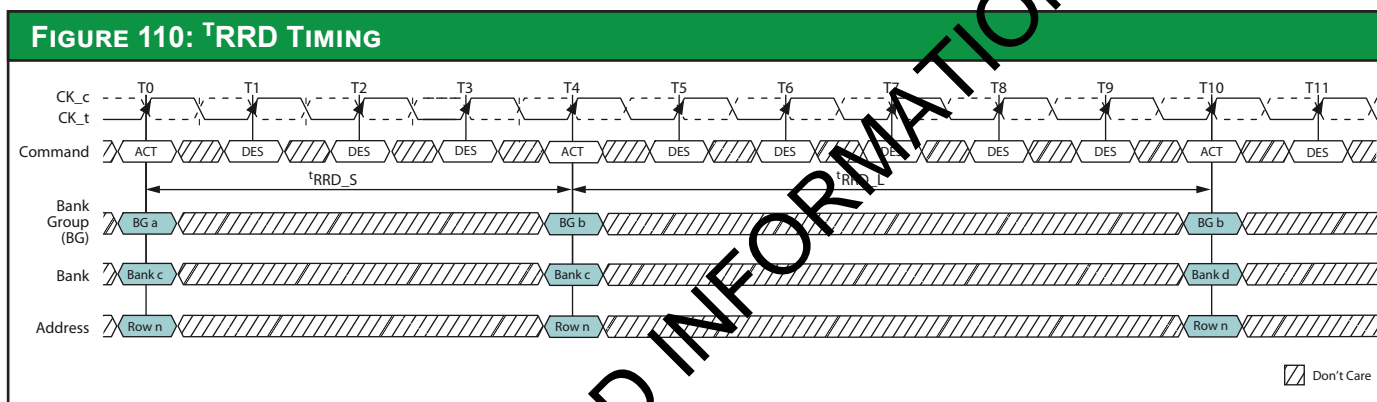 FIGURE 110: tRRD TIMING
T0 T1 T2 T3 T4 T5 T6 T7 T8 T9 T10 T11
CK_c
CK_t
Command ACT DES DES DES ACT DES DES DES DES DES ACT DES
tRRD_S tRRD_L
Bank
Group
(BG)
BG a BG b BG b
Bank Bank c Bank c Bank d
Address Row n Row n Row n
Don't Care
D INFORMATION